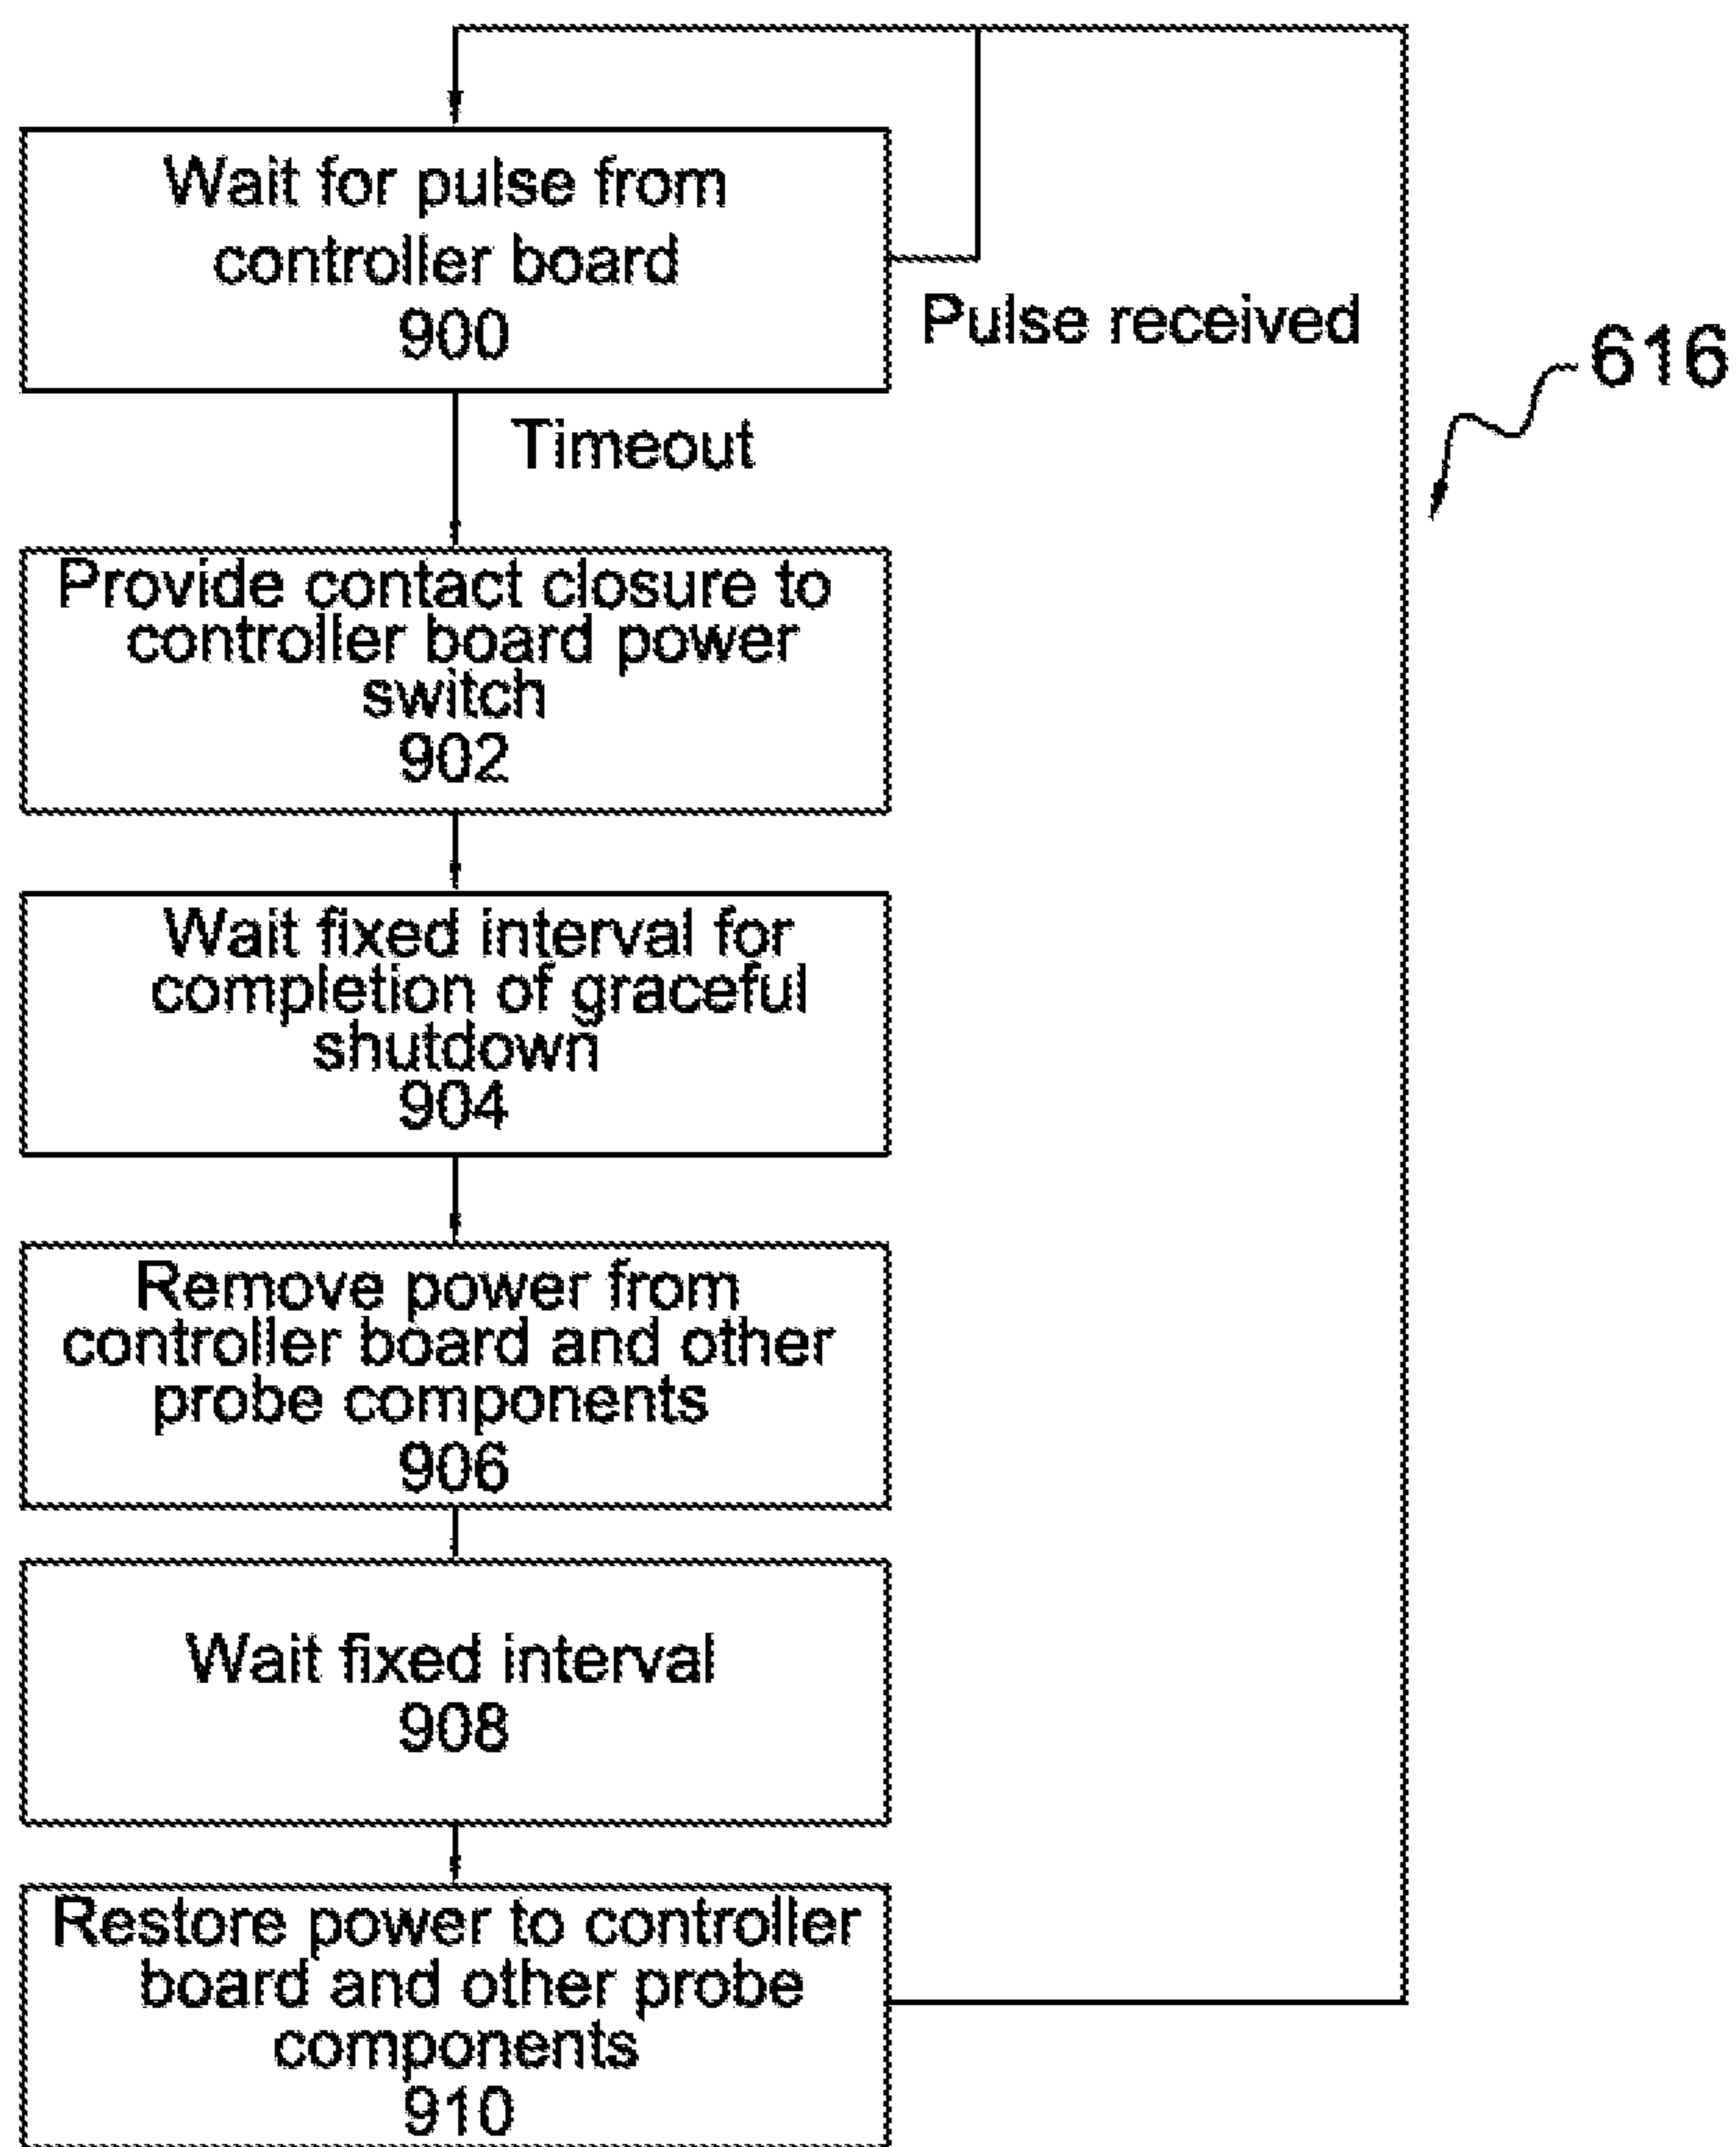 Wait for pulse from
controller board
900
Pulse received
616
Timeout
Provide contact closure to
controller board power
switch
902
Wait fixed interval for
completion of graceful
shutdown
904
Remove power from
controller board and other
probe components
906
Wait fixed interval
908
Restore power to controller
board and other probe
components
910